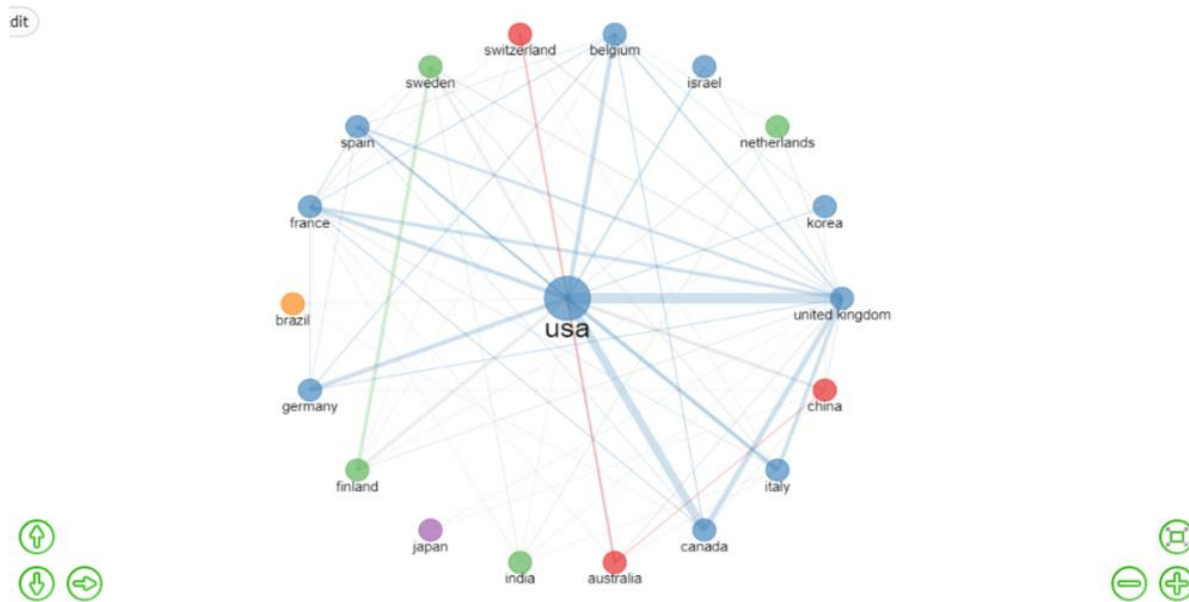 dit
switzerland
belgium
sweden
israel
spain
netherlands
france
korea
brazil
usa
united kingdom
germany
china
finland
italy
japan
canada
india
australia